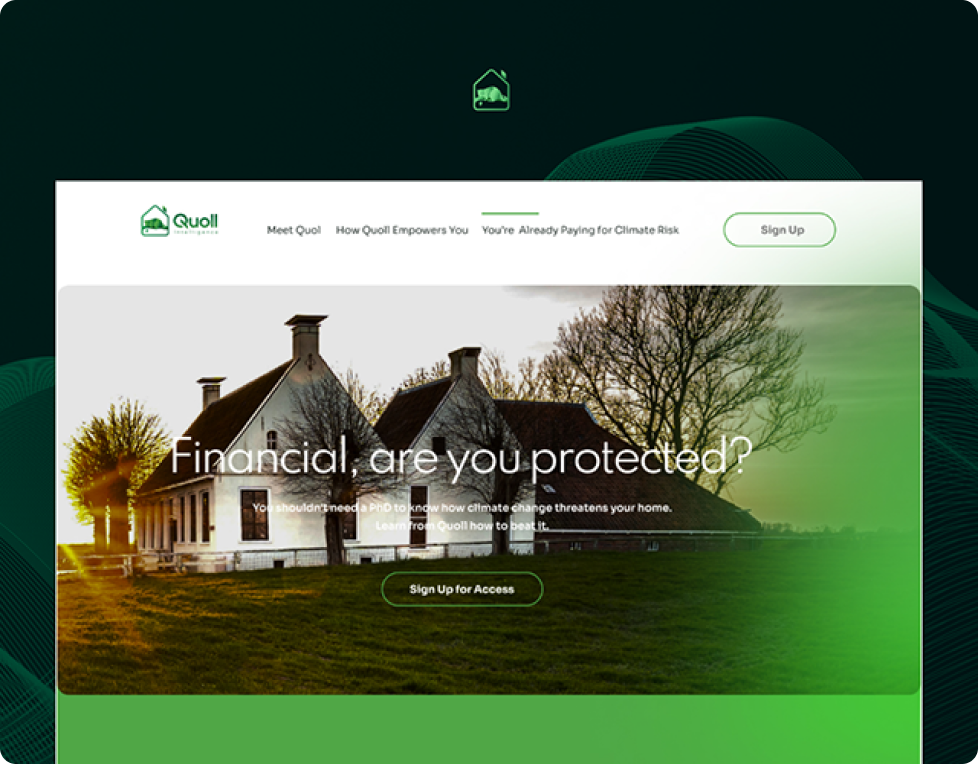 Quoll
Intelligence
Meet Quol
How Quoll Empowers You
You're Already Paying for Climate Risk
Sign Up
Financial, are you protected?
You shouldn't need a PhD to know how climate change threatens your home.
Learn from Quoll how to beat it.
Sign Up for Access